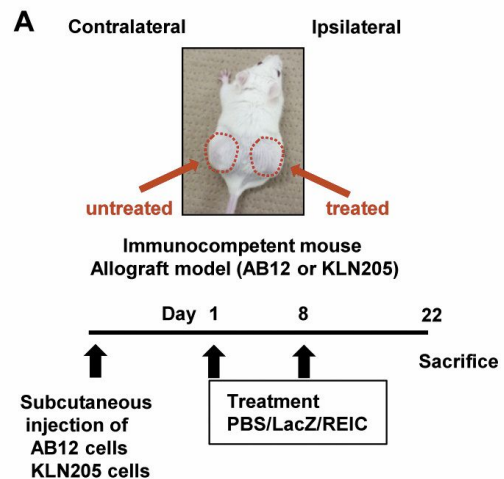 A
Contralateral Ipsilateral
untreated treated
Immunocompetent mouse
Allograft model (AB12 or KLN205)
Day 1 8 22
Sacrifice
Subcutaneous
injection of
AB12 cells
KLN205 cells
Treatment
PBS/LacZ/REIC